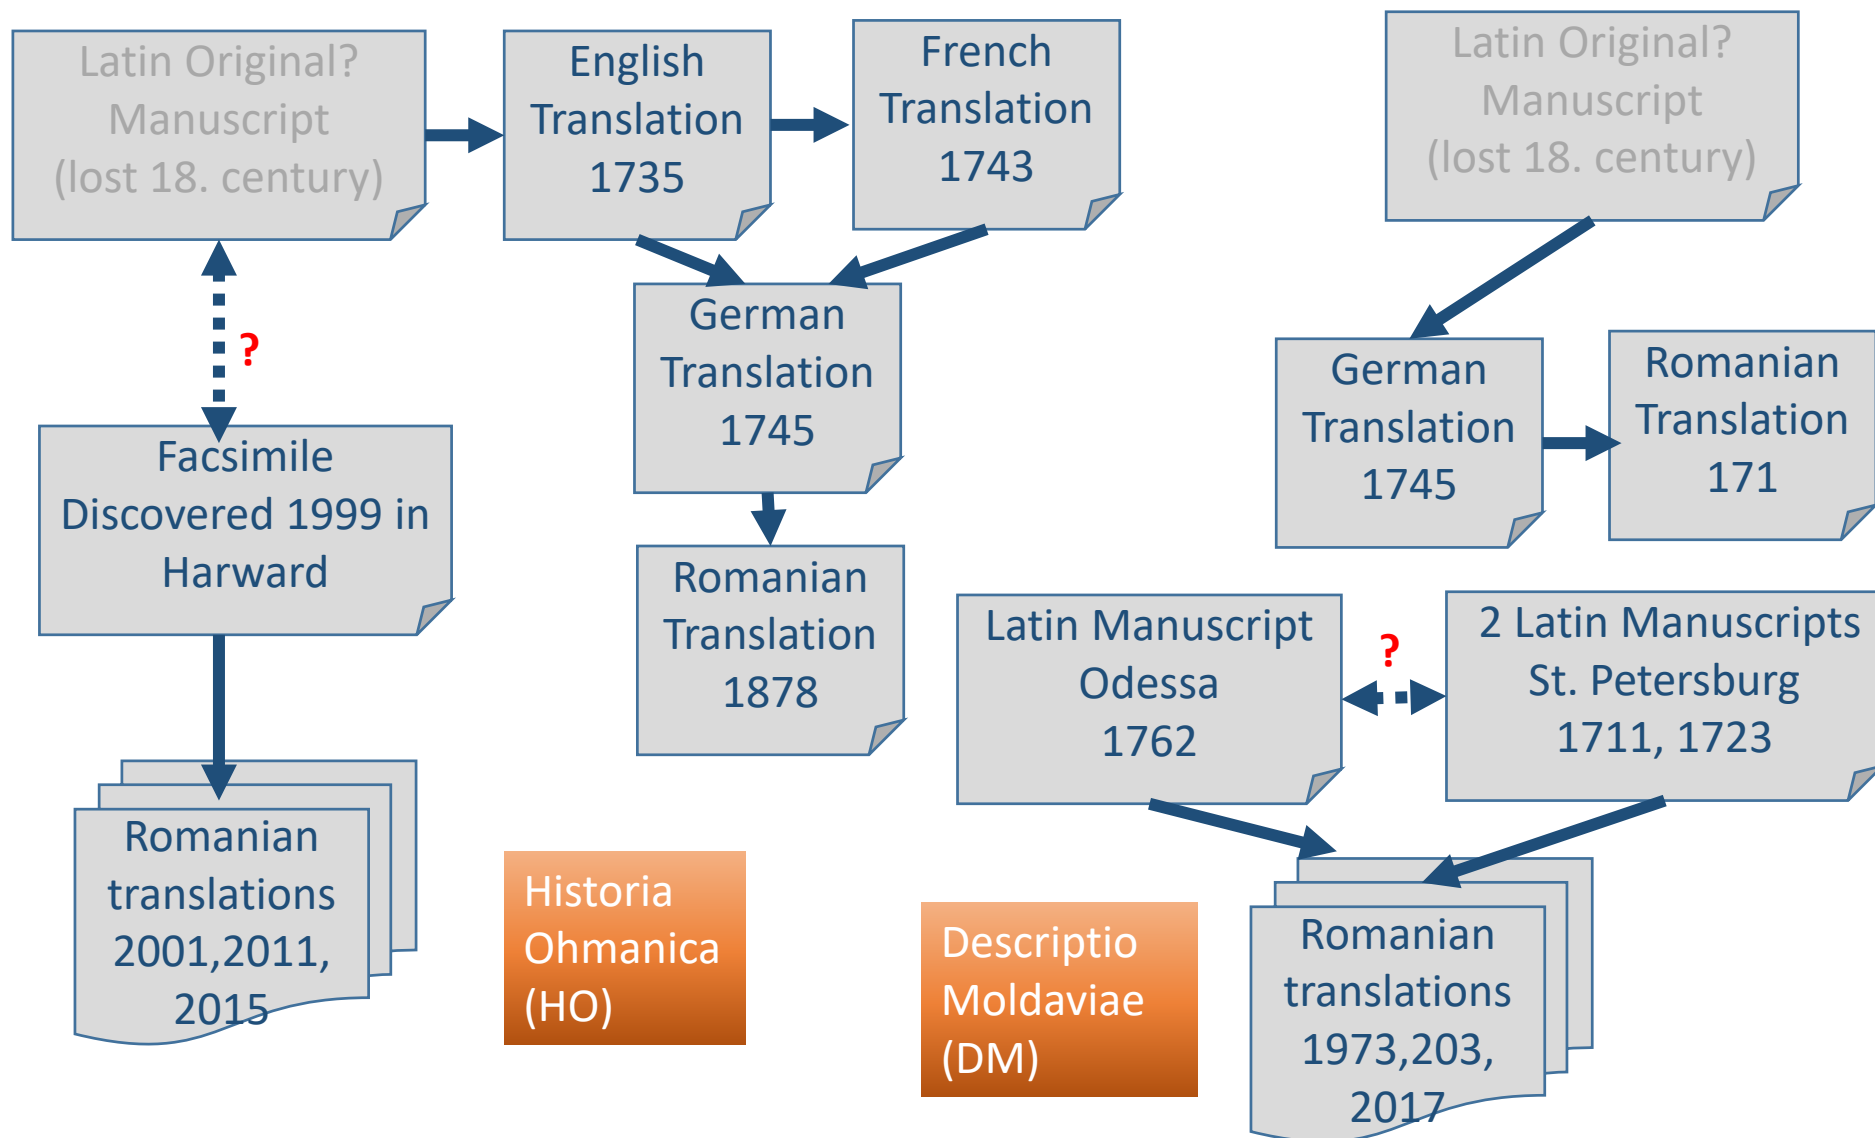 Latin Original?
Manuscript
(lost 18. century)
English
Translation
1735
French
Translation
1743
Latin Original?
Manuscript
(lost 18. century)
?
German
Translation
1745
German
Translation
1745
Romanian
Translation
171
Facsimile
Discovered 1999 in
Harward
Romanian
Translation
1878
Latin Manuscript
Odessa
1762
?
2 Latin Manuscripts
St. Petersburg
1711, 1723
Romanian
translations
2001,2011,
2015
Historia
Ohmanica
(HO)
Descriptio
Moldaviae
(DM)
Romanian
translations
1973,203,
2017